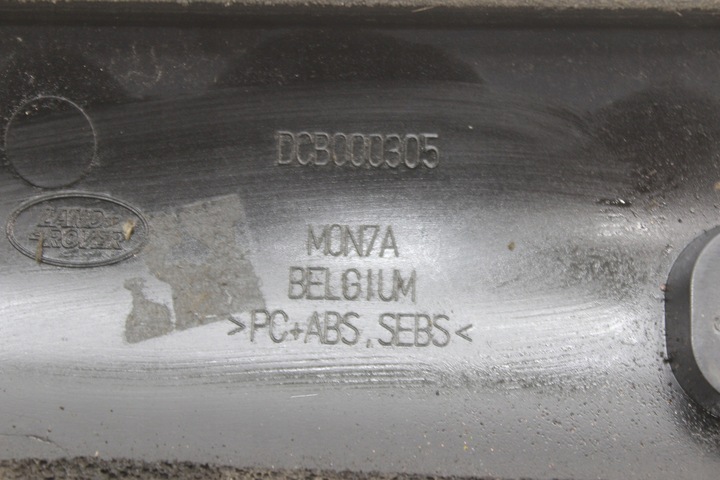 DCB000305
LAND-
-ROVER
MON7A
BELGIUM
>PC+ABS,SEBS<